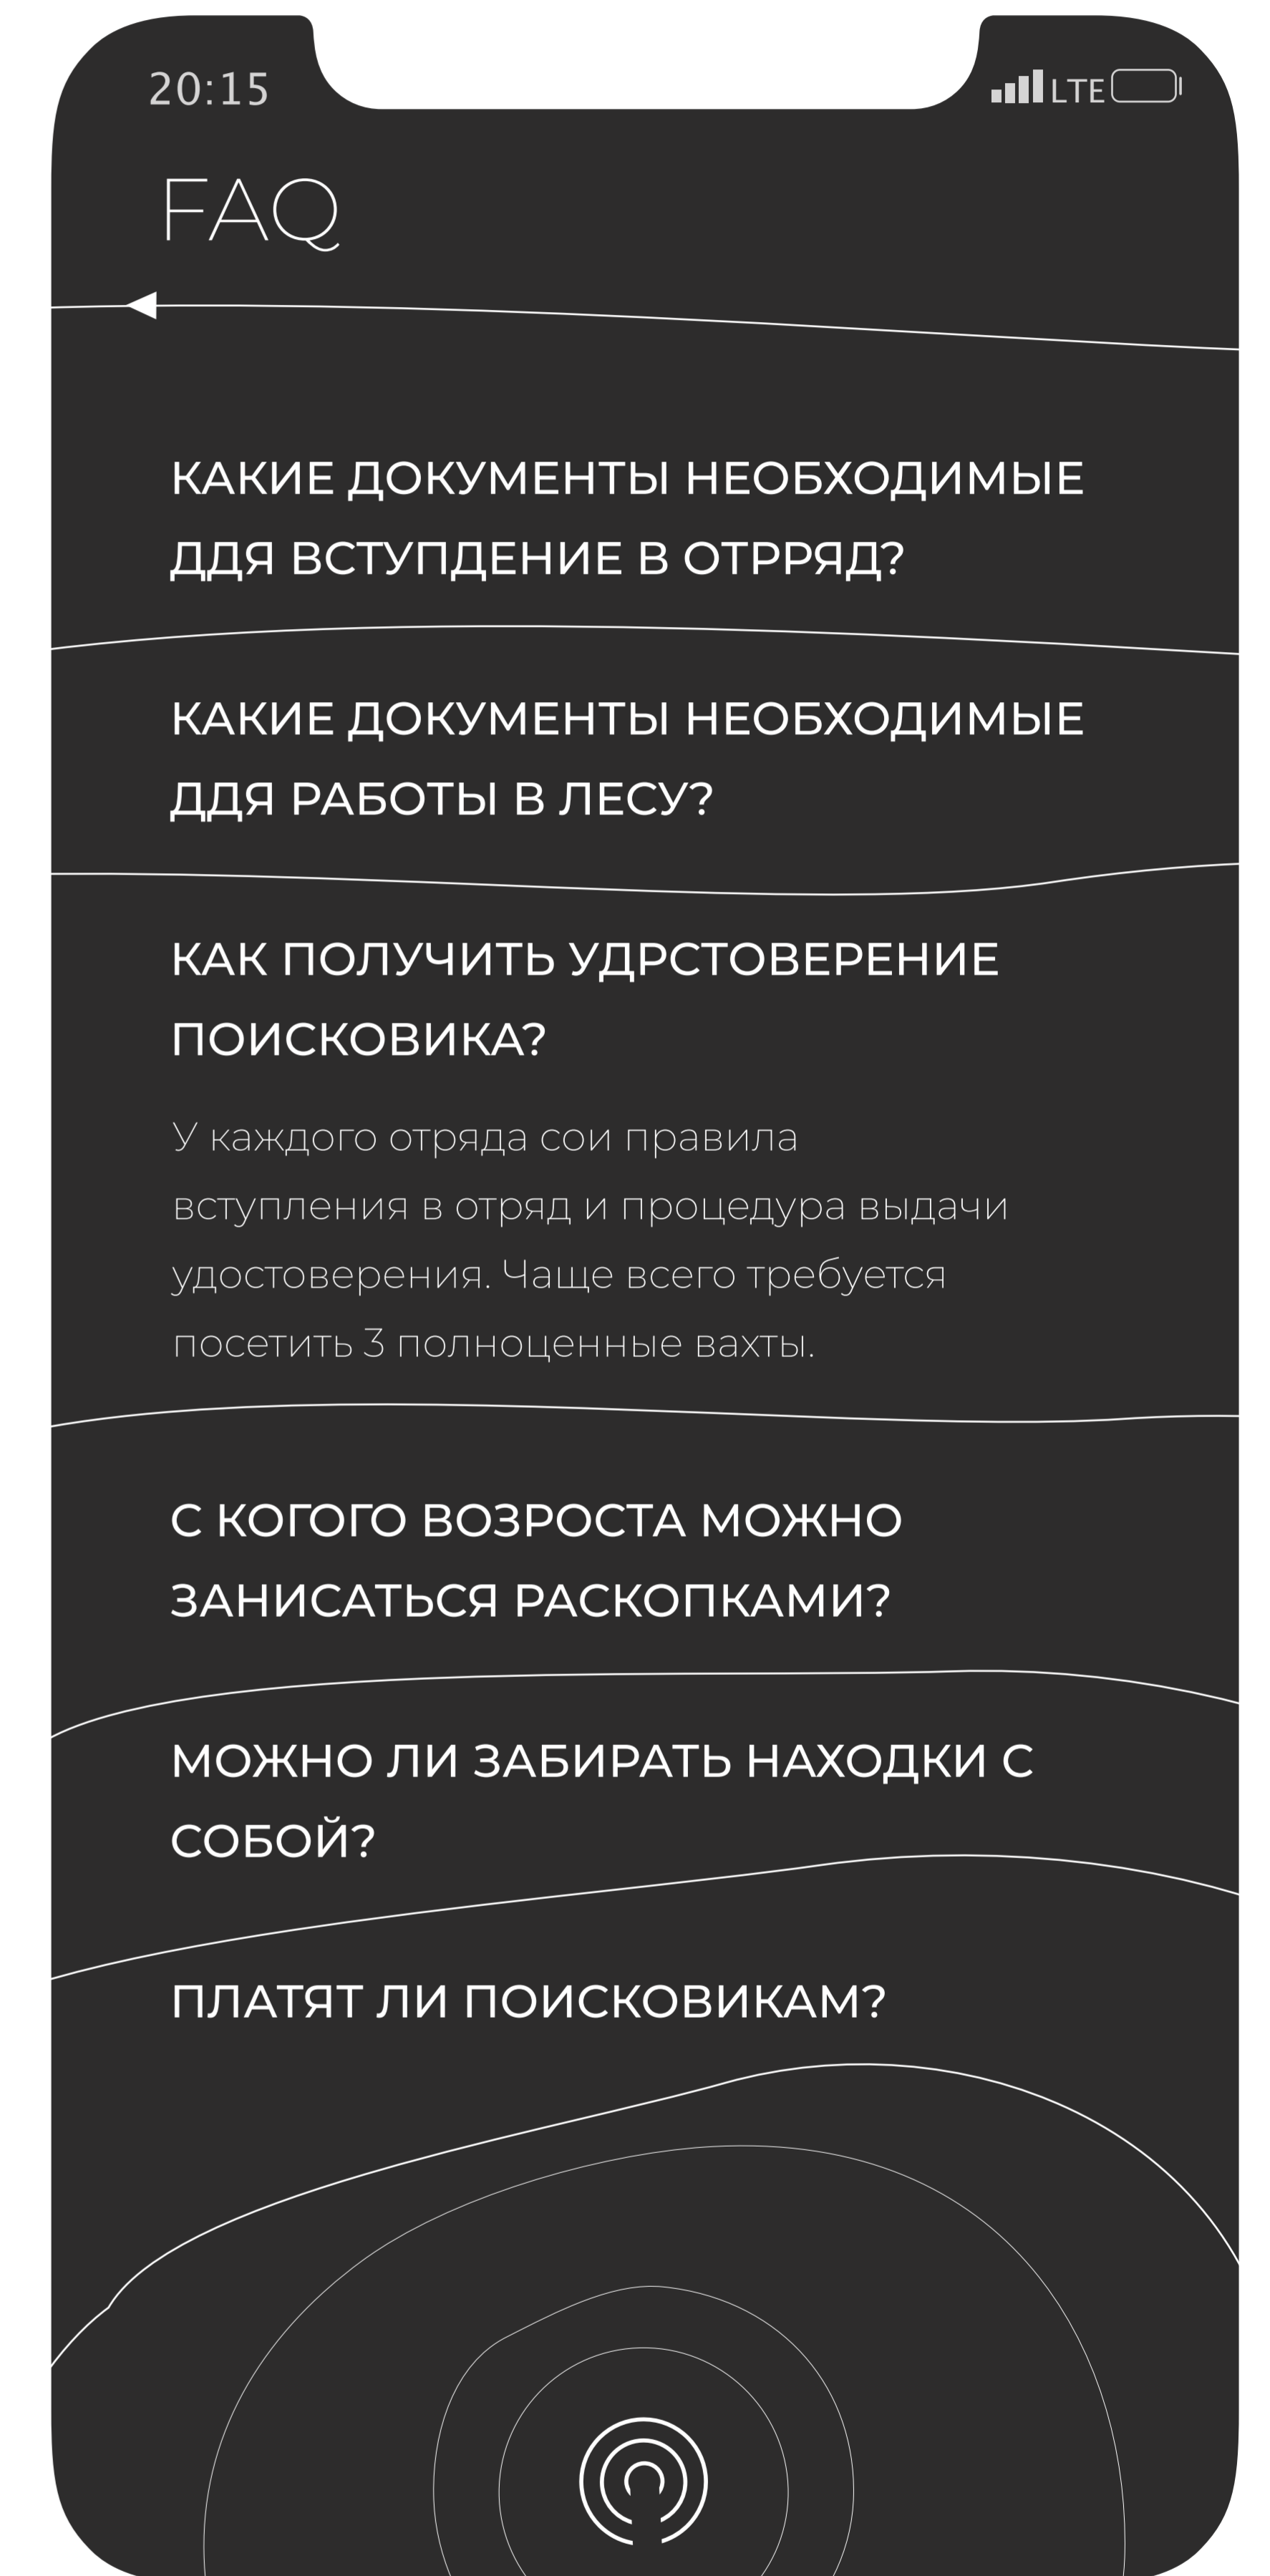 20:15
LTE
FAQ
КАКИЕ ДОКУМЕНТЫ НЕОБХОДИМЫЕ
ДДЯ ВСТУПДЕНИЕ В ОТРРЯД?
КАКИЕ ДОКУМЕНТЫ НЕОБХОДИМЫЕ
ДДЯ РАБОТЫ В ЛЕСУ?
КАК ПОЛУЧИТЬ УДРСТОВЕРЕНИЕ
ПОИСКОВИКА?
У каждого отряда сои правила
вступления в отряд и процедура выдачи
удостоверения. Чаще всего требуется
посетить 3 полноценные вахты.
С КОГОГО ВОЗРОСТА МОЖНО
ЗАНИСАТЬСЯ РАСКОПКАМИ?
МОЖНО ЛИ ЗАБИРАТЬ НАХОДКИ С
СОБОЙ?
ПЛАТЯТ ЛИ ПОИСКОВИКАМ?